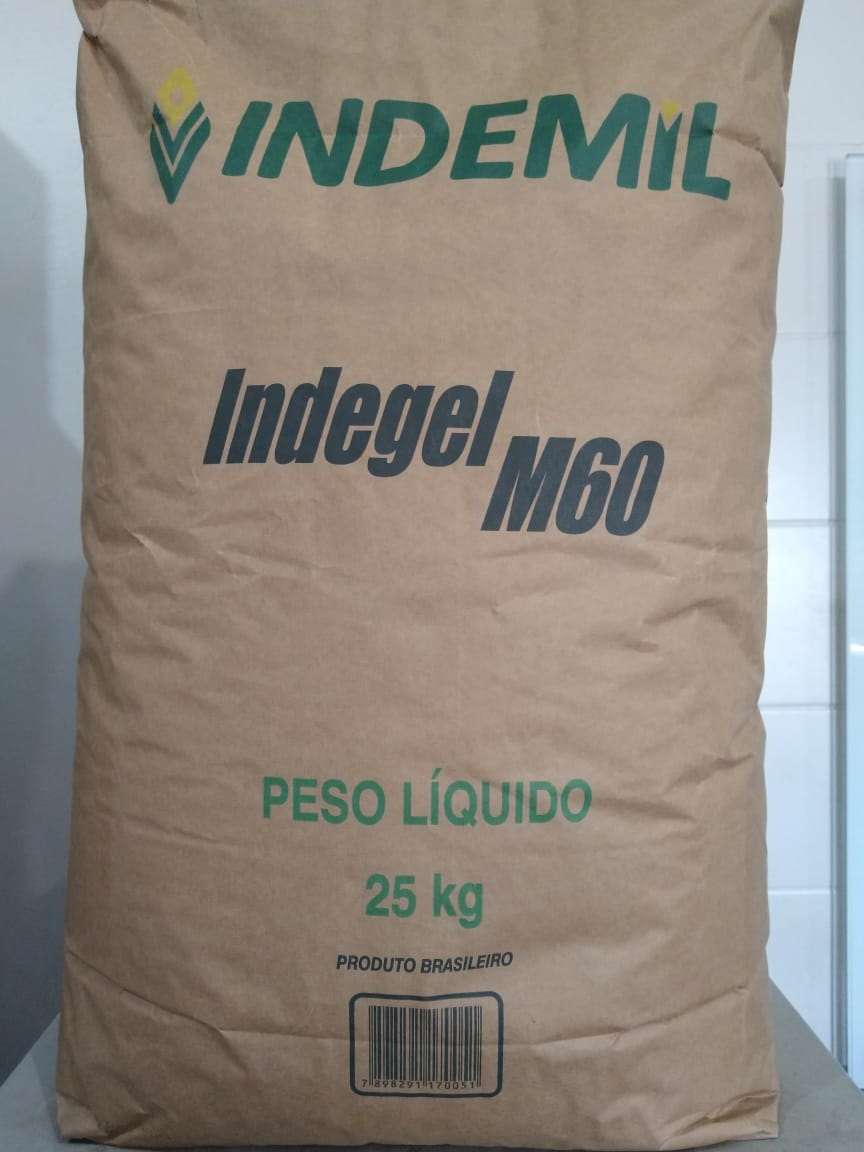 INDEMIL
Indegel
M60
PESO LÍQUIDO
25 kg
PRODUTO BRASILEIRO
7 898291 170051